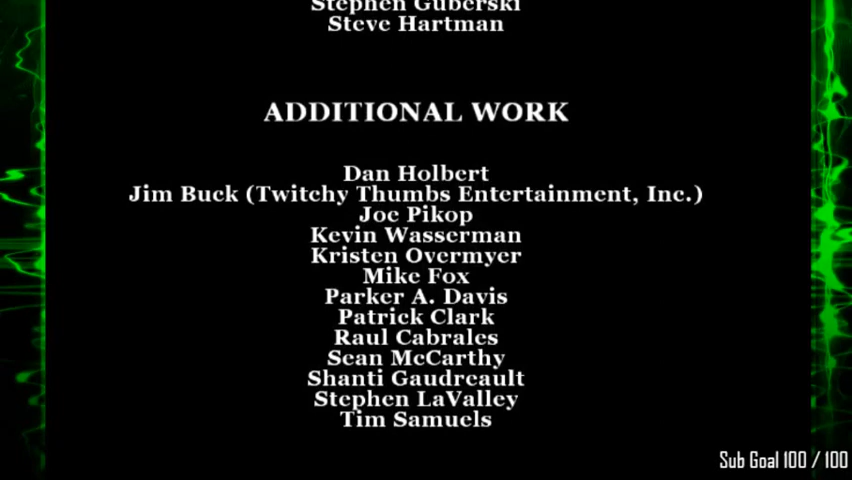 Stephen Guberski
Steve Hartman
ADDITIONAL WORK
Dan Holbert
Jim Buck (Twitchy Thumbs Entertainment, Inc.)
Joe Pikop
Kevin Wasserman
Kristen Overmyer
Mike Fox
Parker A. Davis
Patrick Clark
Raul Cabrales
Sean McCarthy
Shanti Gaudreault
Stephen LaValley
Tim Samuels
Sub Goal 100 / 100